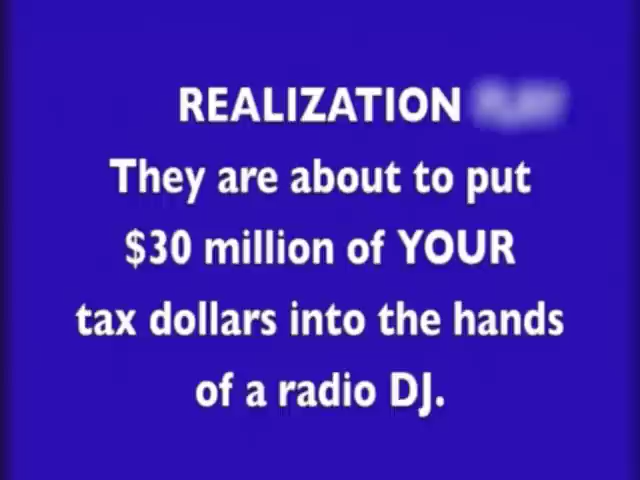 REALIZATION
They are about to put
$30 million of YOUR
tax dollars into the hands
of a radio DJ.